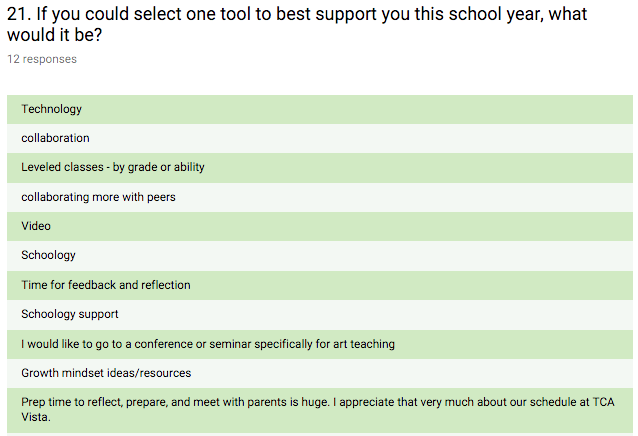 21. If you could select one tool to best support you this school year, what
would it be?
12 responses
Technology
collaboration
Leveled classes - by grade or ability
collaborating more with peers
Video
Schoology
Time for feedback and reflection
Schoology support
I would like to go to a conference or seminar specifically for art teaching
Growth mindset ideas/resources
Prep time to reflect, prepare, and meet with parents is huge. I appreciate that very much about our schedule at TCA
Vista.